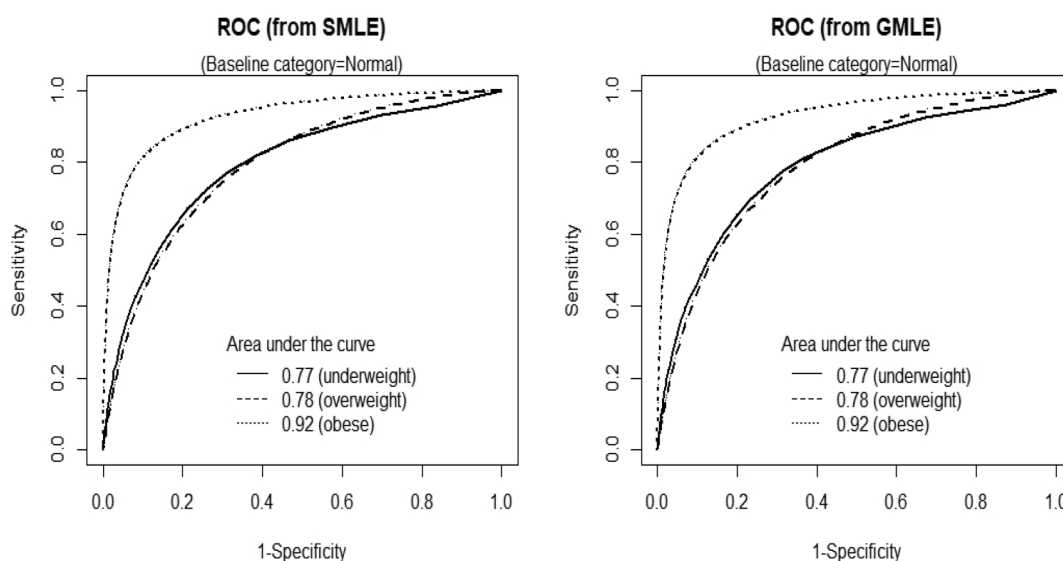 ROC (from SMLE)
(Baseline category=Normal)
Sensitivity
1.0
0.8
0.6
0.4
0.2
0.0
Area under the curve
0.77 (underweight)
0.78 (overweight)
0.92 (obese)
0.0 0.2 0.4 0.6 0.8 1.0
1-Specificity
ROC (from GMLE)
(Baseline category=Normal)
Sensitivity
1.0
0.8
0.6
0.4
0.2
0.0
Area under the curve
0.77 (underweight)
0.78 (overweight)
0.92 (obese)
0.0 0.2 0.4 0.6 0.8 1.0
1-Specificity